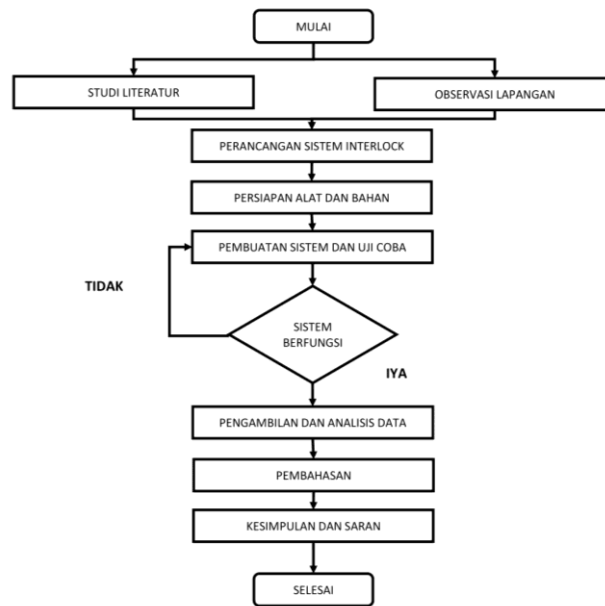 MULAI
STUDI LITERATUR
OBSERVASI LAPANGAN
PERANCANGAN SISTEM INTERLOCK
PERSIAPAN ALAT DAN BAHAN
PEMBUATAN SISTEM DAN UJI COBA
TIDAK
SISTEM
BERFUNGSI
IYA
PENGAMBILAN DAN ANALISIS DATA
PEMBAHASAN
KESIMPULAN DAN SARAN
SELESAI